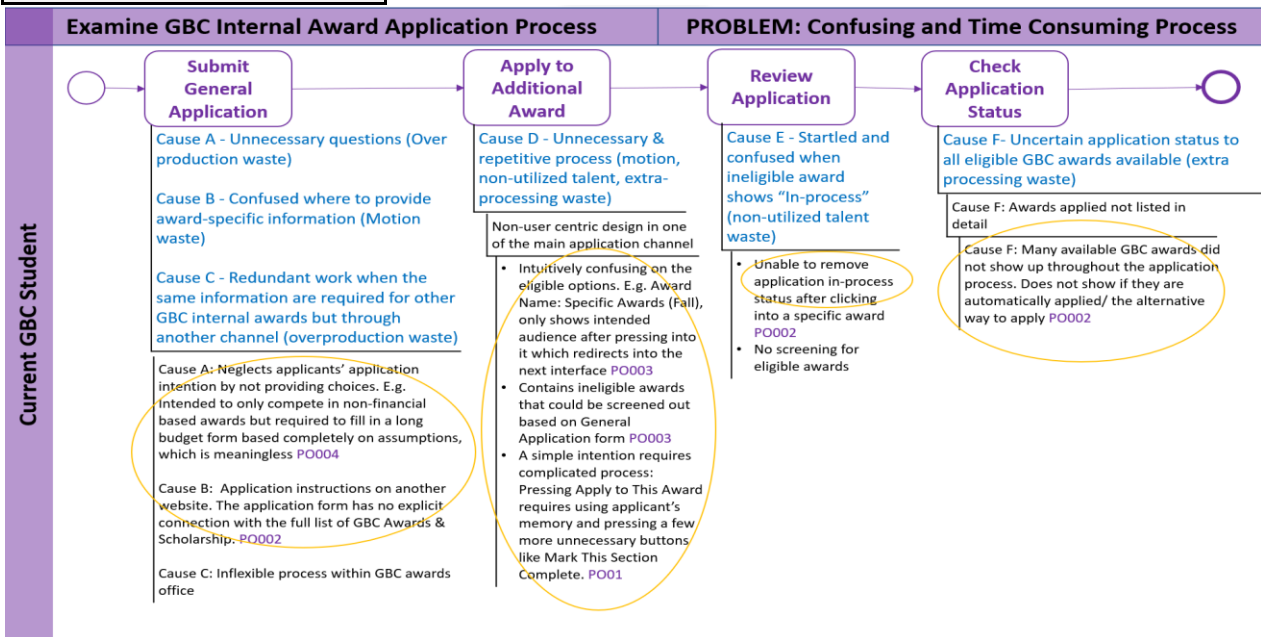 Examine GBC Internal Award Application Process
PROBLEM: Confusing and Time Consuming Process
Current GBC Student
Submit
General
Application
Cause A - Unnecessary questions (Over
production waste)
Cause B - Confused where to provide
award-specific information (Motion
waste)
Cause C - Redundant work when the
same information are required for other
GBC internal awards but through
another channel (overproduction waste)
Cause A: Neglects applicants’ application
intention by not providing choices. E.g.
Intended to only compete in non-financial
based awards but required to fill in a long
budget form based completely on assumptions,
which is meaningless PO004
Cause B: Application instructions on another
website. The application form has no explicit
connection with the full list of GBC Awards &
Scholarship. PO002
Cause C: Inflexible process within GBC awards
office
Apply to
Additional
Award
Cause D - Unnecessary &
repetitive process (motion,
non-utilized talent, extra-
processing waste)
Non-user centric design in one
of the main application channel
• Intuitively confusing on the
eligible options. E.g. Award
Name: Specific Awards (Fall),
only shows intended
audience after pressing into
it which redirects into the
next interface PO003
• Contains ineligible awards
that could be screened out
based on General
Application form PO003
• A simple intention requires
complicated process:
Pressing Apply to This Award
requires using applicant’s
memory and pressing a few
more unnecessary buttons
like Mark This Section
Complete. PO01
Review
Application
Cause E - Startled and
confused when
ineligible award
shows “In-process”
(non-utilized talent
waste)
• Unable to remove
application in-process
status after clicking
into a specific award
PO002
• No screening for
eligible awards
Check
Application
Status
Cause F- Uncertain application status to
all eligible GBC awards available (extra
processing waste)
Cause F: Awards applied not listed in
detail
Cause F: Many available GBC awards did
not show up throughout the application
process. Does not show if they are
automatically applied/ the alternative
way to apply PO002